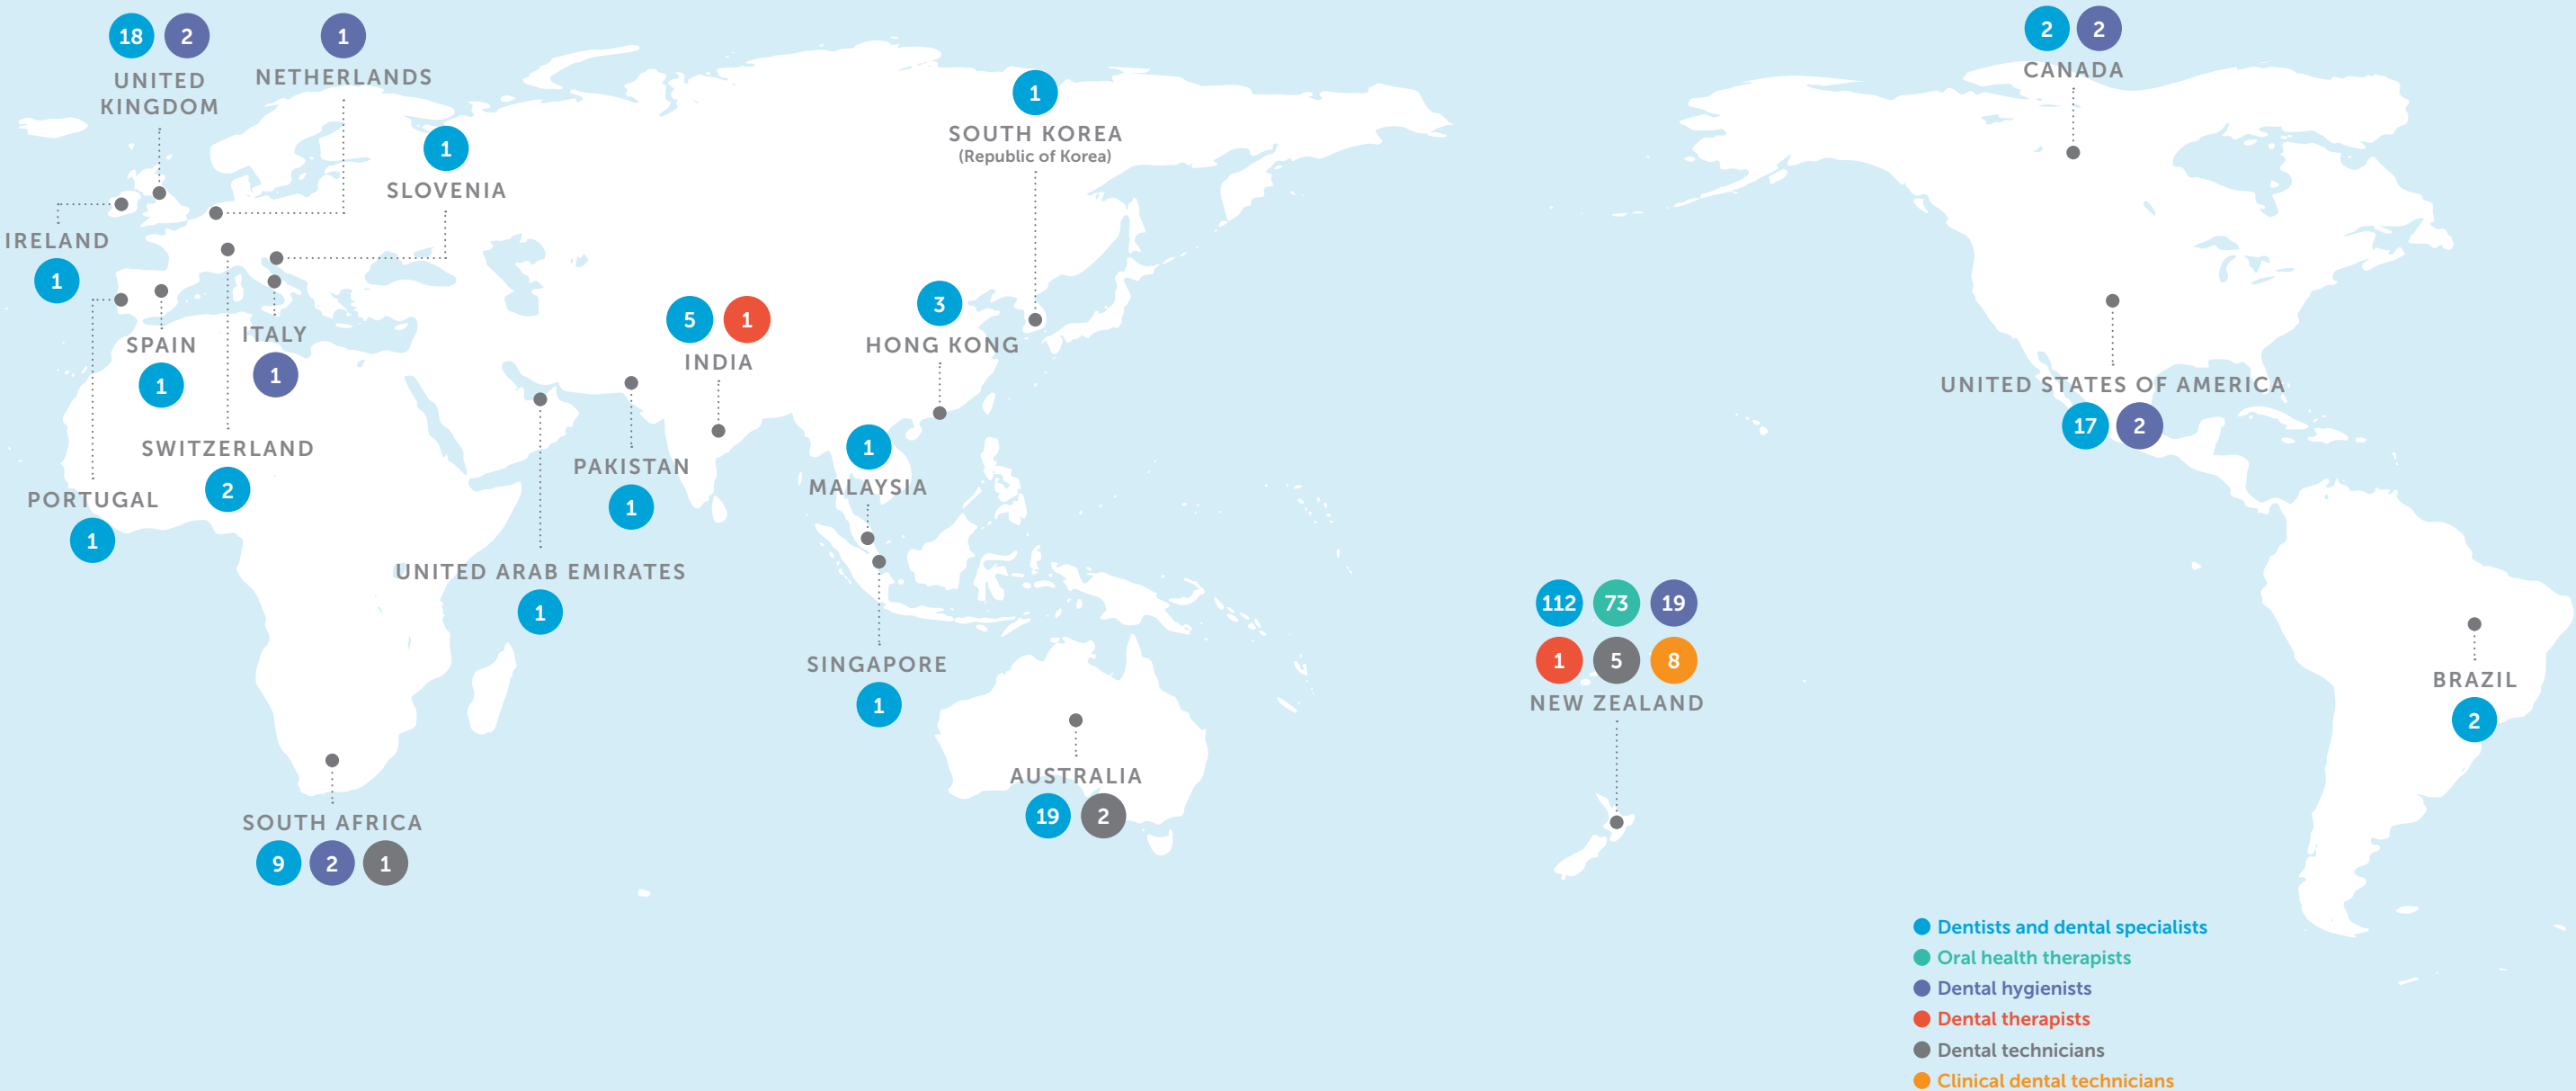 18 2
UNITED
KINGDOM
1
NETHERLANDS
1
SLOVENIA
IRELAND
1
SPAIN
1
ITALY
1
SWITZERLAND
2
PORTUGAL
1
5 1
INDIA
PAKISTAN
1
UNITED ARAB EMIRATES
1
3
HONG KONG
1
SOUTH KOREA
(Republic of Korea)
1
MALAYSIA
SINGAPORE
1
SOUTH AFRICA
9 2 1
AUSTRALIA
19 2
112 73 19
1 5 8
NEW ZEALAND
2 2
CANADA
UNITED STATES OF AMERICA
17 2
BRAZIL
2
Dentists and dental specialists
Oral health therapists
Dental hygienists
Dental therapists
Dental technicians
Clinical dental technicians